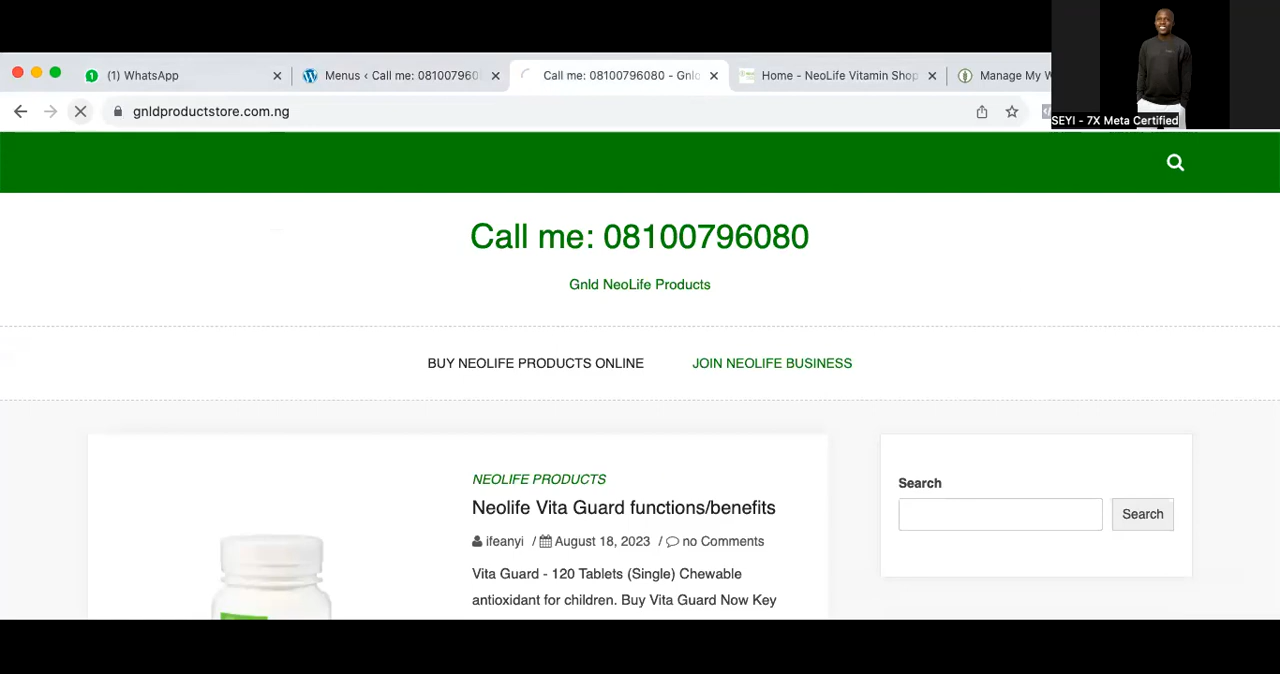 (1) WhatsApp
Menus ‹ Call me: 081007960
Call me: 08100796080 - Gnlo
Home - NeoLife Vitamin Shop
Manage My W
gnldproductstore.com.ng
SEYI - 7X Meta Certified
Call me: 08100796080
Gnld NeoLife Products
BUY NEOLIFE PRODUCTS ONLINE
JOIN NEOLIFE BUSINESS
NEOLIFE PRODUCTS
Neolife Vita Guard functions/benefits
ifeanyi / August 18, 2023 / no Comments
Vita Guard - 120 Tablets (Single) Chewable
antioxidant for children. Buy Vita Guard Now Key
Search
Search